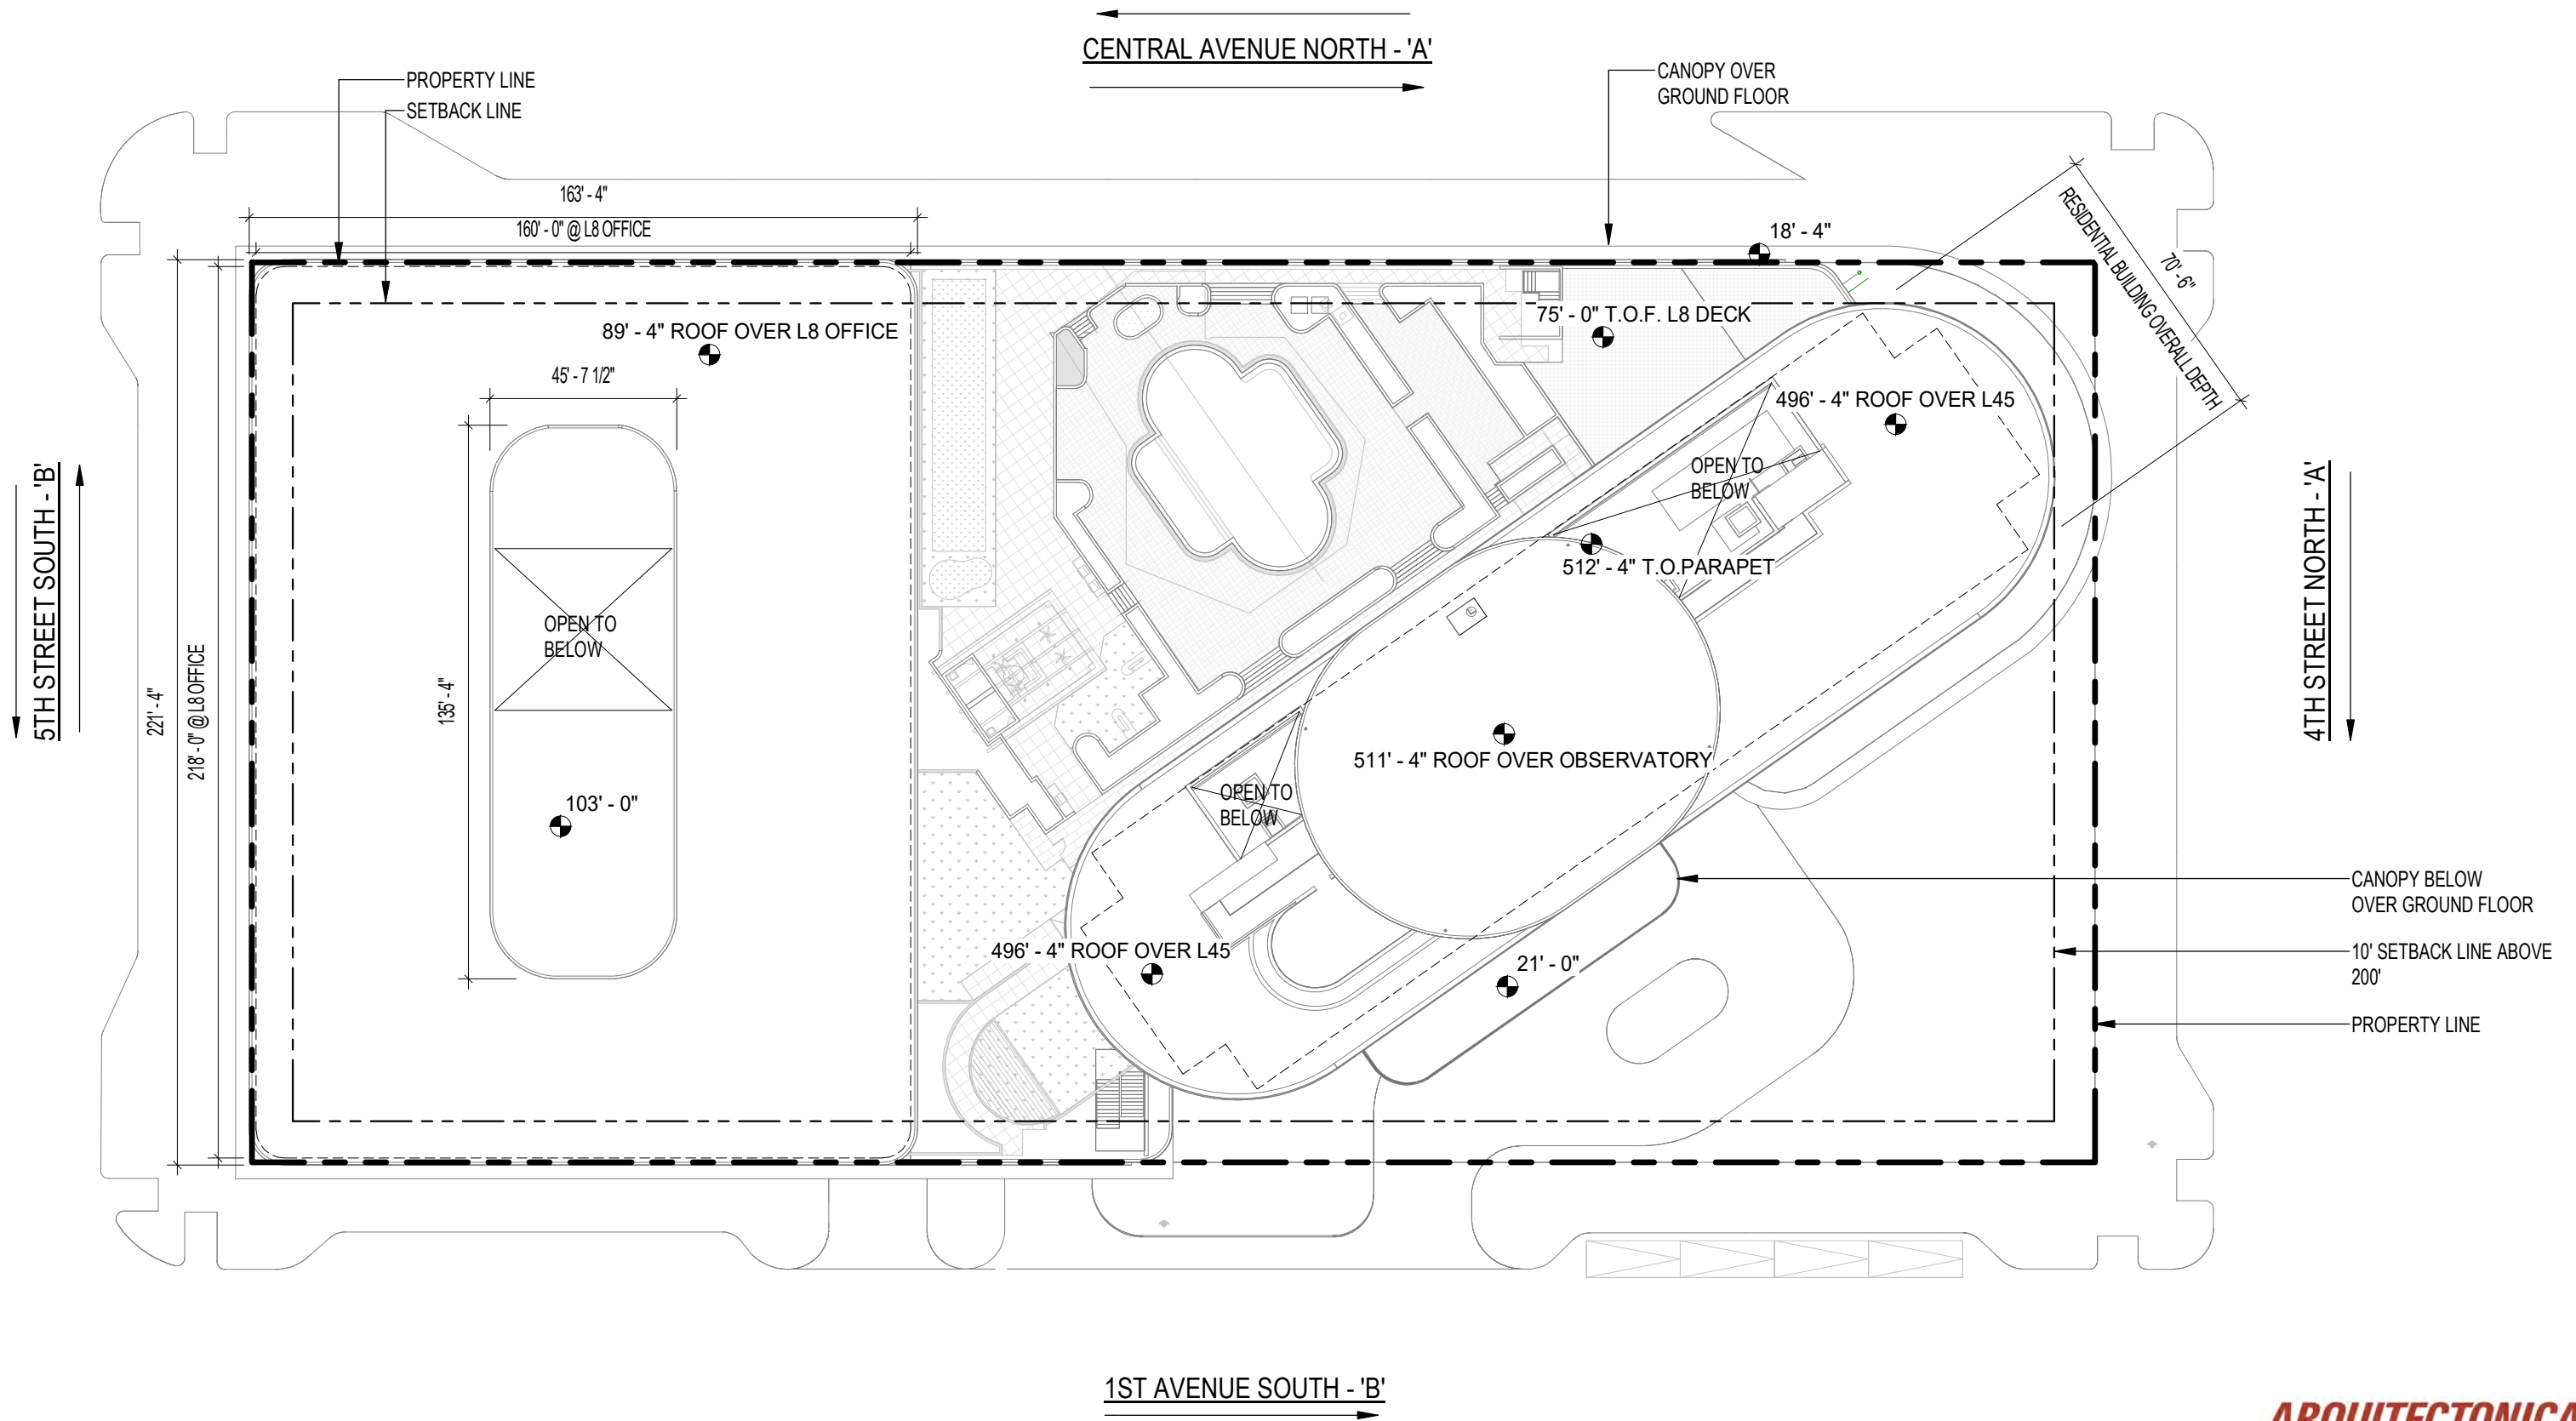 CENTRAL AVENUE NORTH - 'A'
PROPERTY LINE
SETBACK LINE
CANOPY OVER
GROUND FLOOR
163' - 4"
160' - 0" @ L8 OFFICE
18' - 4"
RESIDENTIAL BUILDING OVERALL DEPTH
70' - 6"
89' - 4" ROOF OVER L8 OFFICE
75' - 0" T.O.F. L8 DECK
45' - 7 1/2"
496' - 4" ROOF OVER L45
OPEN TO
BELOW
512' - 4" T.O.PARAPET
5TH STREET SOUTH - 'B'
4TH STREET NORTH - 'A'
OPEN TO
BELOW
221' - 4"
218' - 0" @ L8 OFFICE
135' - 4"
511' - 4" ROOF OVER OBSERVATORY
OPEN TO
BELOW
103' - 0"
CANOPY BELOW
OVER GROUND FLOOR
496' - 4" ROOF OVER L45
21' - 0"
10' SETBACK LINE ABOVE
200'
PROPERTY LINE
1ST AVENUE SOUTH - 'B'
ARQUITECTONICA